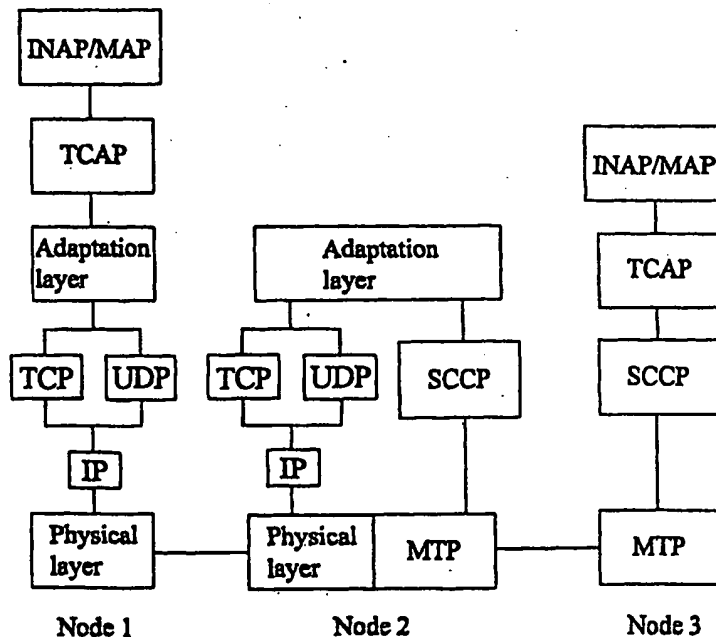 INAP/MAP
TCAP
Adaptation
layer
TCP
UDP
IP
Physical
layer
Node 1
Adaptation
layer
TCP
UDP
SCCP
IP
Physical
layer
MTP
Node 2
INAP/MAP
TCAP
SCCP
MTP
Node 3